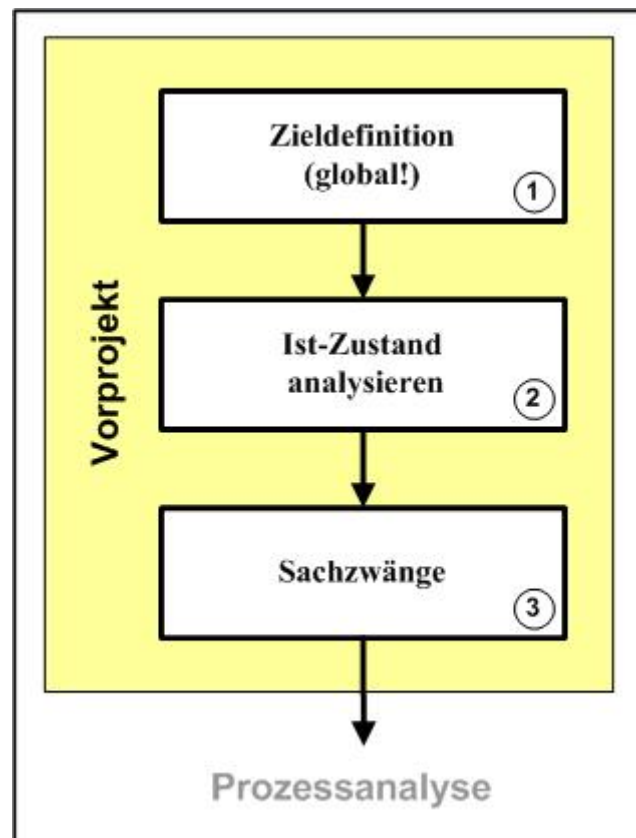 Zieldefinition
(global!)
1
Vorprojekt
Ist-Zustand
analysieren
2
Sachzwänge
3
Prozessanalyse